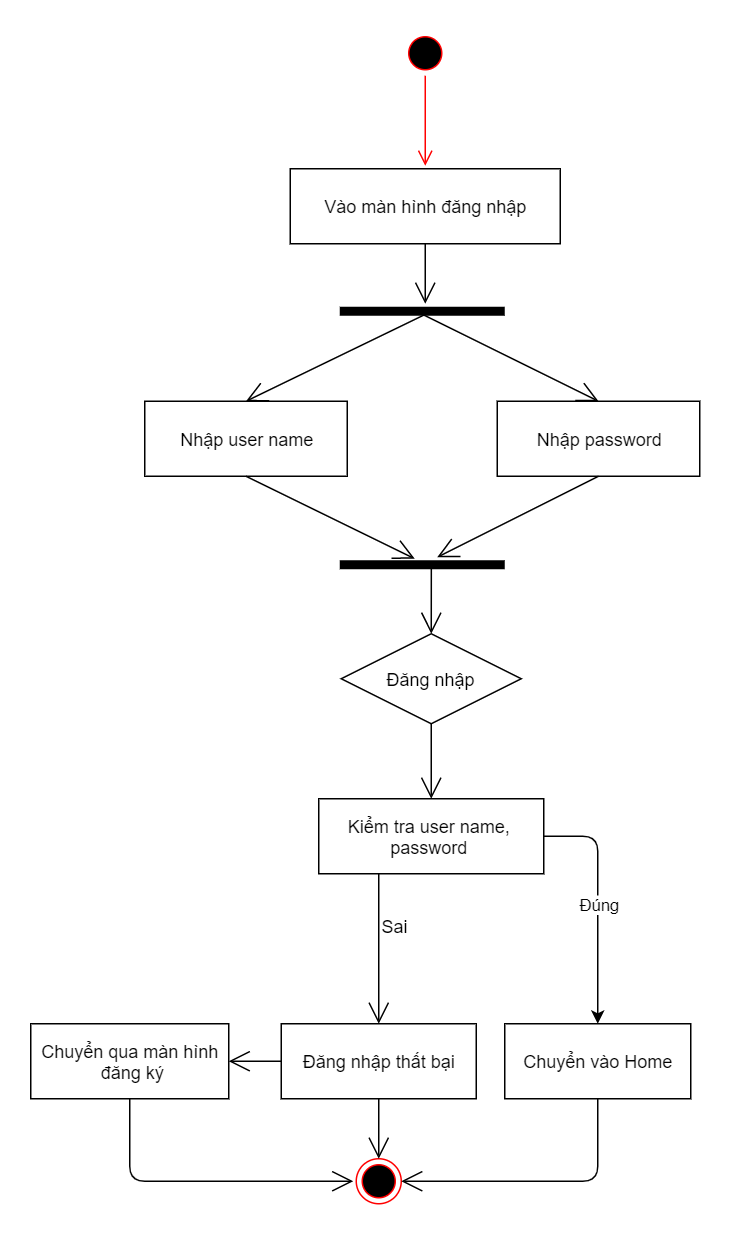 Vào màn hình đăng nhập
Nhập user name
Nhập password
Đăng nhập
Kiểm tra user name,
password
Đúng
Sai
Chuyển qua màn hình
đăng ký
Đăng nhập thất bại
Chuyển vào Home